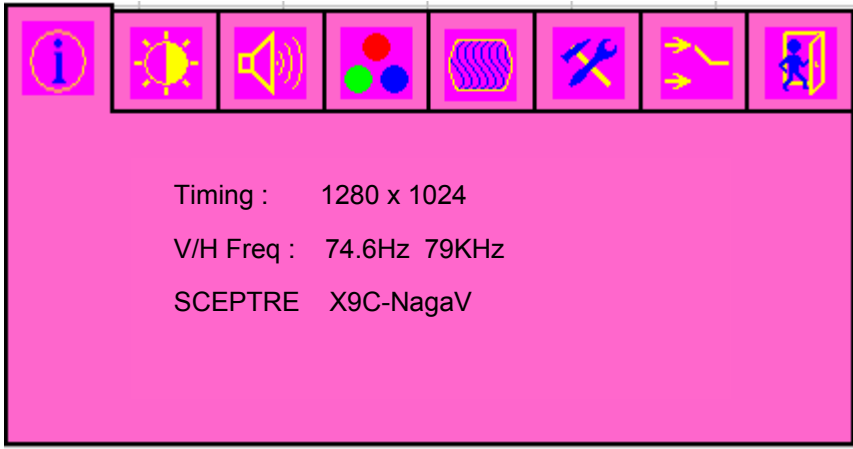 Timing : 1280 x 1024
V/H Freq : 74.6Hz 79KHz
SCEPTRE X9C-NagaV